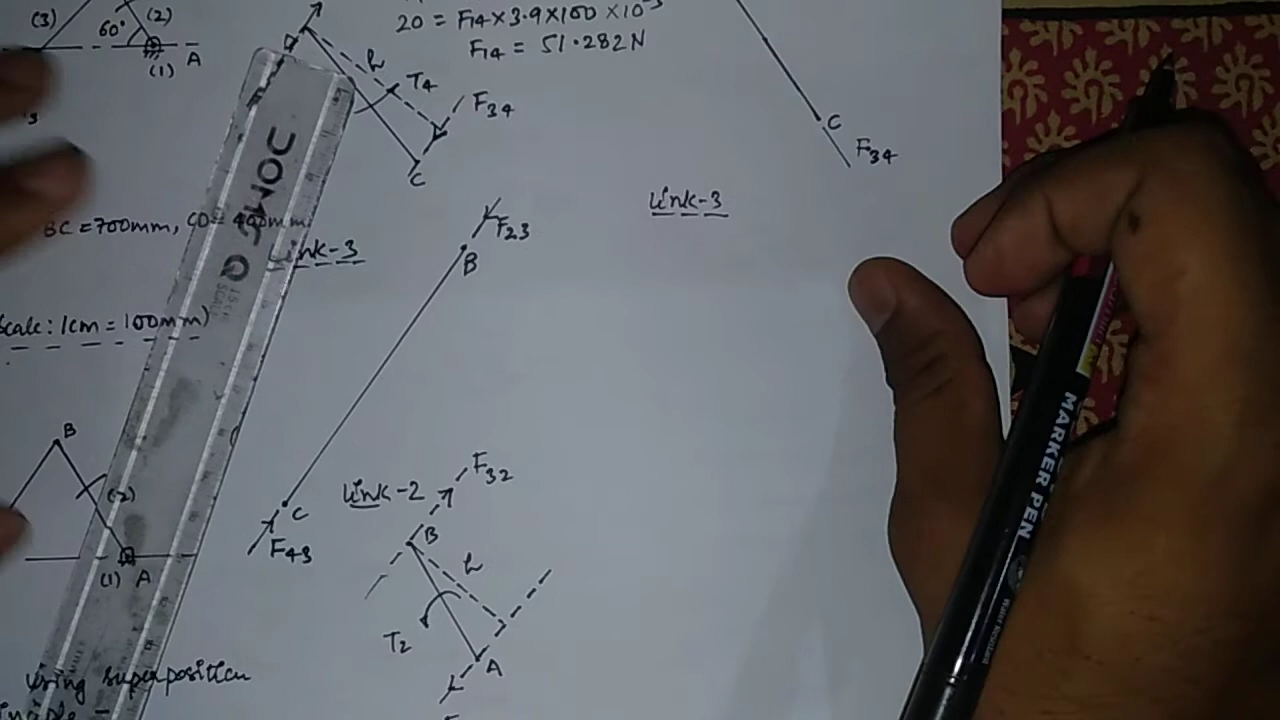 (3)
60°
(2)
(1)
A
20 = F14 × 3.9 × 100 × 10⁻³
F14 = 51.282N
h
T4
F34
C
C
F34
BC = 700mm, CD = 400mm
Link-3
F23
B
Link-3
Scale: 1cm = 100mm)
B
(2)
(1) A
C
F43
Link-2
F32
B
h
T2
A
using superposition
MARKER PEN